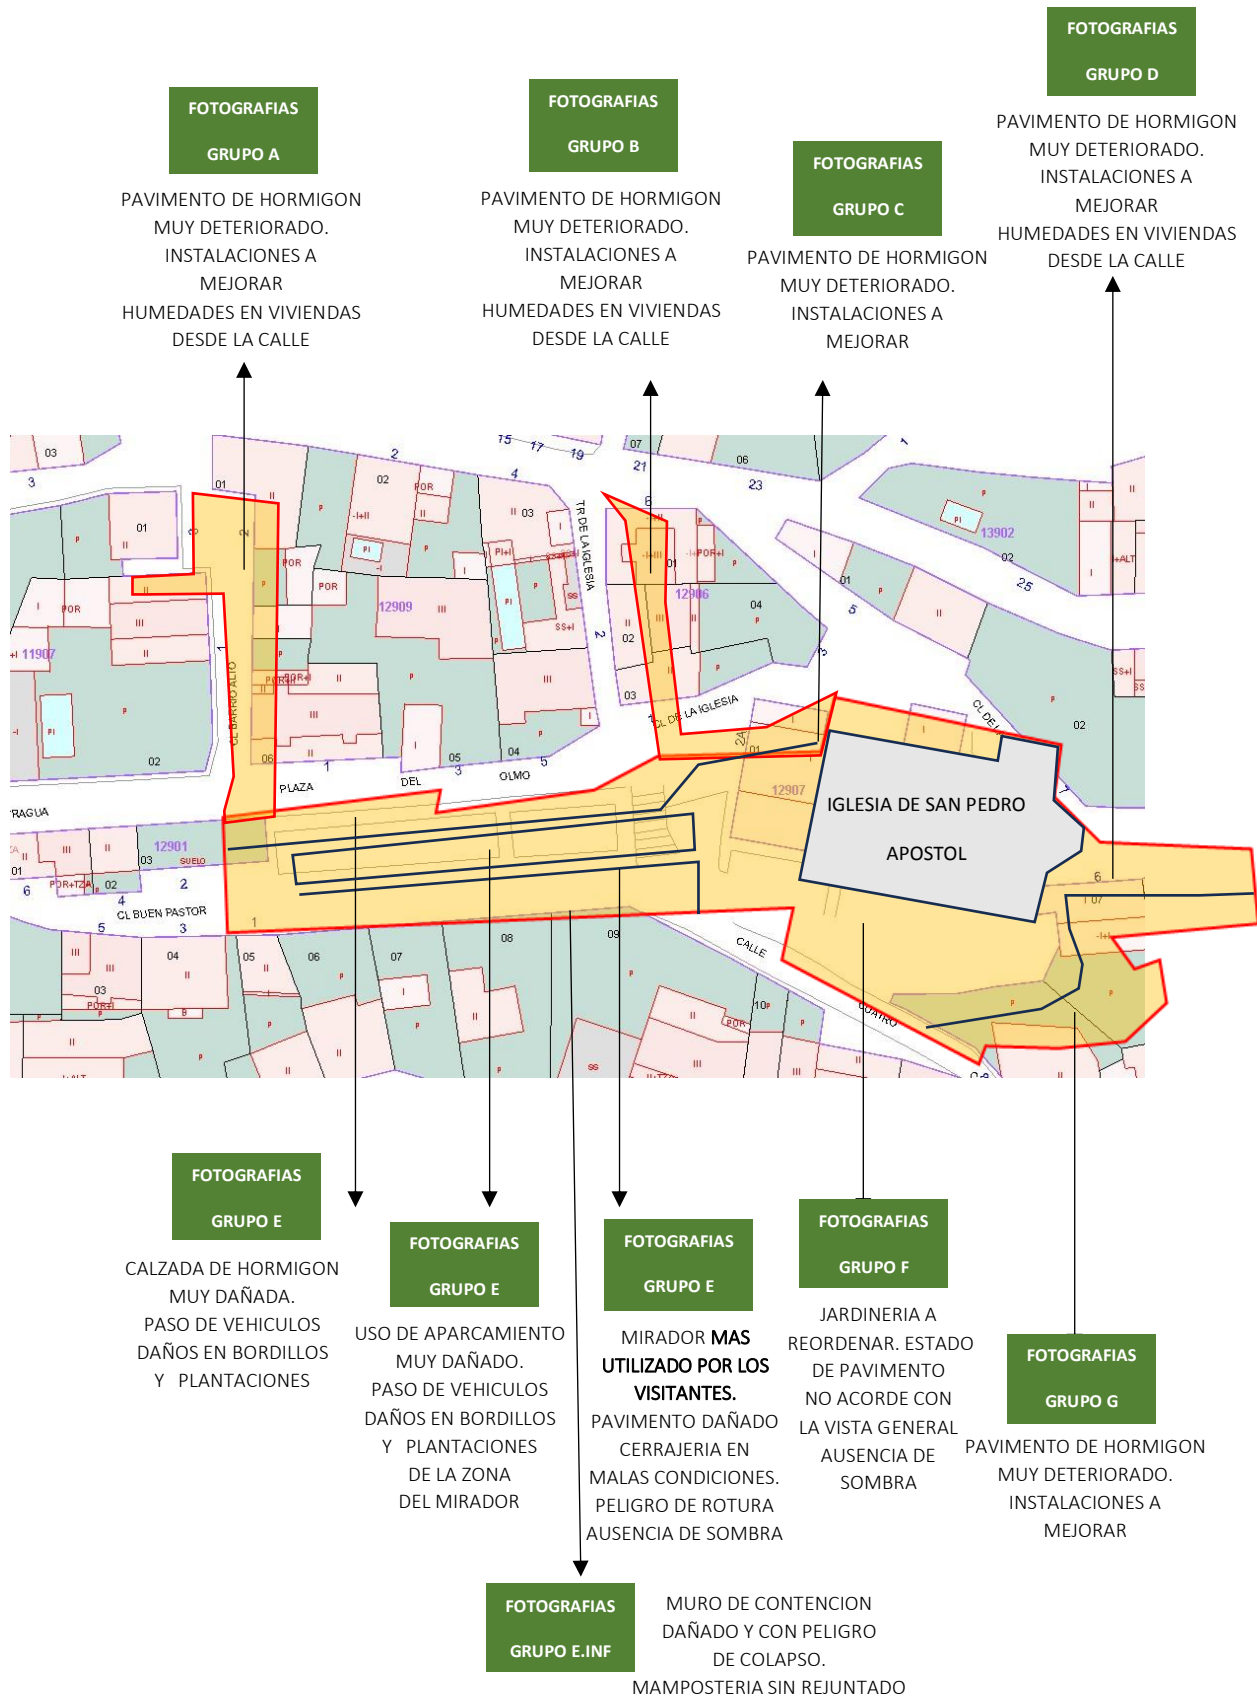 FOTOGRAFIAS
GRUPO D
PAVIMENTO DE HORMIGON
MUY DETERIORADO.
INSTALACIONES A
MEJORAR
HUMEDADES EN VIVIENDAS
DESDE LA CALLE
FOTOGRAFIAS
GRUPO A
PAVIMENTO DE HORMIGON
MUY DETERIORADO.
INSTALACIONES A
MEJORAR
HUMEDADES EN VIVIENDAS
DESDE LA CALLE
FOTOGRAFIAS
GRUPO B
PAVIMENTO DE HORMIGON
MUY DETERIORADO.
INSTALACIONES A
MEJORAR
HUMEDADES EN VIVIENDAS
DESDE LA CALLE
FOTOGRAFIAS
GRUPO C
PAVIMENTO DE HORMIGON
MUY DETERIORADO.
INSTALACIONES A
MEJORAR
TR DE LA IGLESIA
13902
12909
12906
11907
CL BARRIO ALTO
CL DE LA IGLESIA
PLAZA DEL OLMO
12907
12901
SUELO
CL BUEN PASTOR
CALLE
CUATRO
IGLESIA DE SAN PEDRO
APOSTOL
FOTOGRAFIAS
GRUPO E
CALZADA DE HORMIGON
MUY DAÑADA.
PASO DE VEHICULOS
DAÑOS EN BORDILLOS
Y PLANTACIONES
FOTOGRAFIAS
GRUPO E
USO DE APARCAMIENTO
MUY DAÑADO.
PASO DE VEHICULOS
DAÑOS EN BORDILLOS
Y PLANTACIONES
DE LA ZONA
DEL MIRADOR
FOTOGRAFIAS
GRUPO E
MIRADOR MAS
UTILIZADO POR LOS
VISITANTES.
PAVIMENTO DAÑADO
CERRAJERIA EN
MALAS CONDICIONES.
PELIGRO DE ROTURA
AUSENCIA DE SOMBRA
FOTOGRAFIAS
GRUPO F
JARDINERIA A
REORDENAR. ESTADO
DE PAVIMENTO
NO ACORDE CON
LA VISTA GENERAL
AUSENCIA DE
SOMBRA
FOTOGRAFIAS
GRUPO G
PAVIMENTO DE HORMIGON
MUY DETERIORADO.
INSTALACIONES A
MEJORAR
FOTOGRAFIAS
GRUPO E.INF
MURO DE CONTENCION
DAÑADO Y CON PELIGRO
DE COLAPSO.
MAMPOSTERIA SIN REJUNTADO